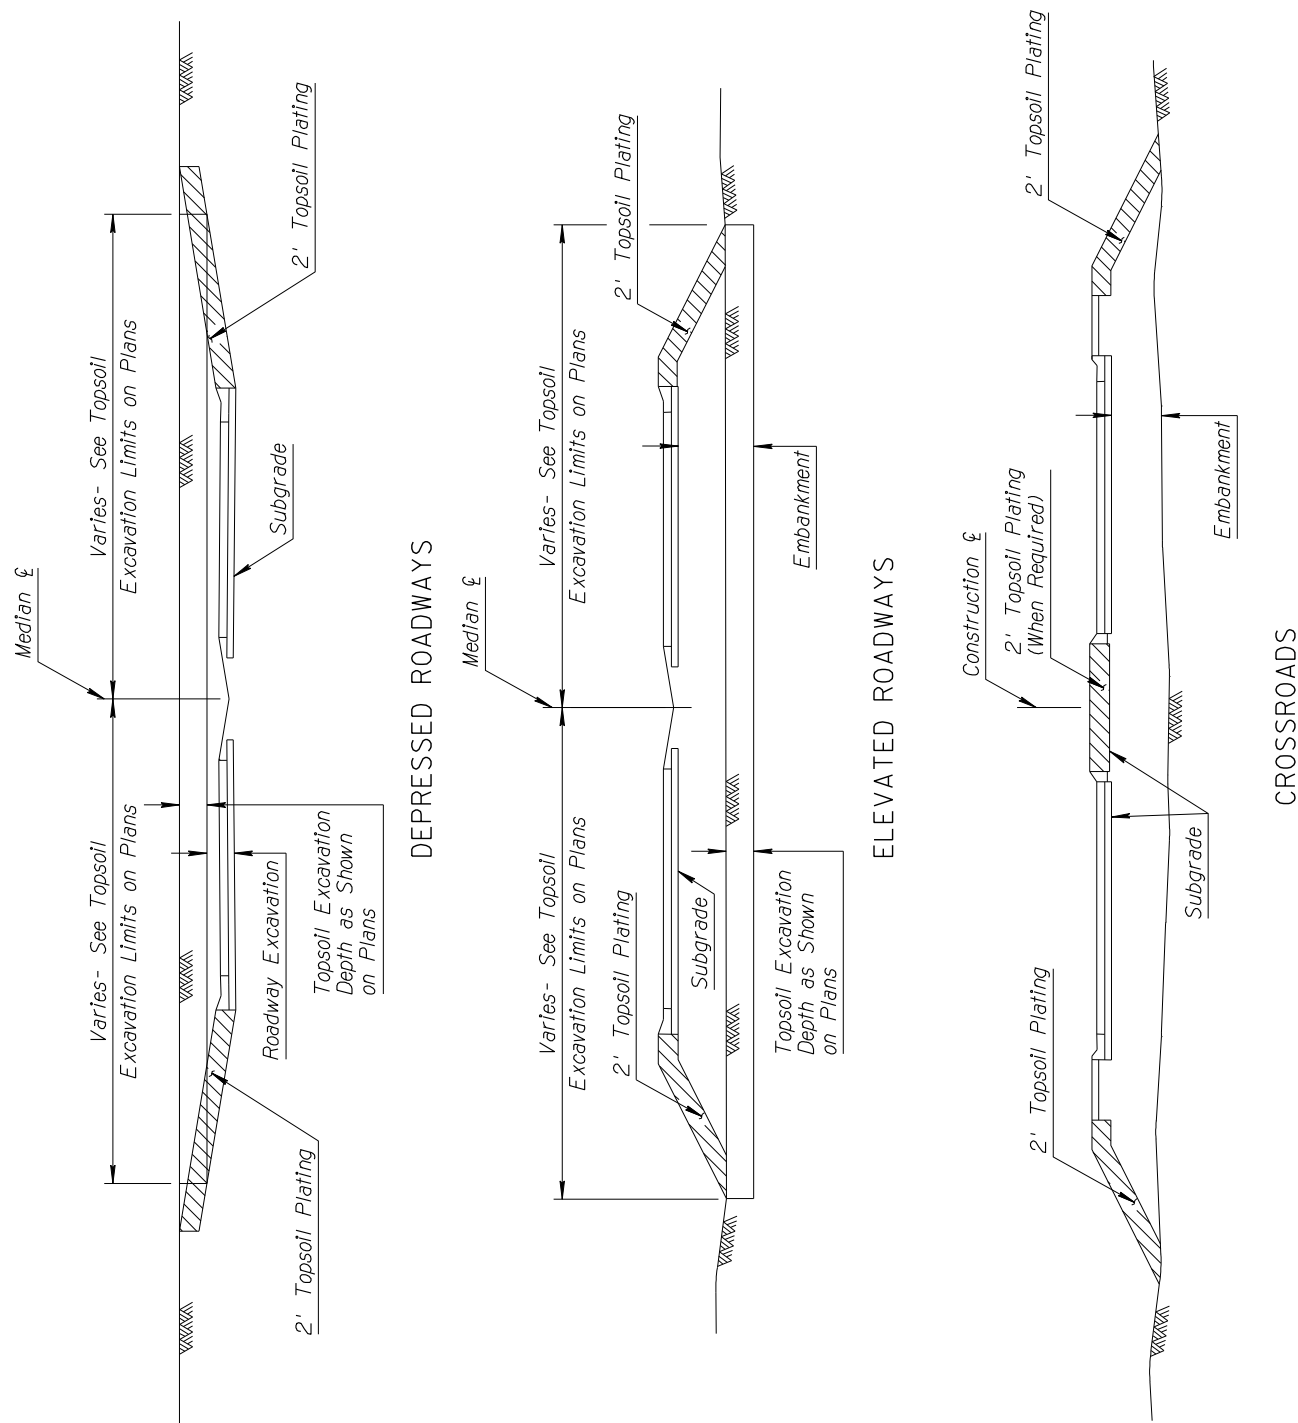 Median ℄
Varies- See Topsoil
Excavation Limits on Plans
Varies- See Topsoil
Excavation Limits on Plans
2' Topsoil Plating
2' Topsoil Plating
Roadway Excavation
Topsoil Excavation
Depth as Shown
on Plans
Subgrade
DEPRESSED ROADWAYS
Median ℄
Varies- See Topsoil
Excavation Limits on Plans
Varies- See Topsoil
Excavation Limits on Plans
2' Topsoil Plating
2' Topsoil Plating
Subgrade
Topsoil Excavation
Depth as Shown
on Plans
Embankment
ELEVATED ROADWAYS
Construction ℄
2' Topsoil Plating
(When Required)
2' Topsoil Plating
2' Topsoil Plating
Subgrade
Embankment
CROSSROADS